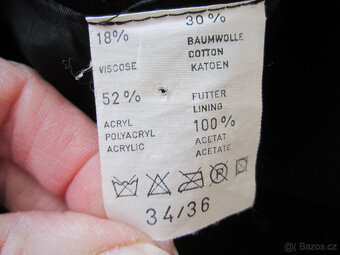 18% 30%
VISCOSE BAUMWOLLE
COTTON
KATOEN
52% FUTTER
LINING
ACRYL 100%
POLYACRYL ACETAT
ACRYLIC ACETATE
34/36
© Bazos.cz